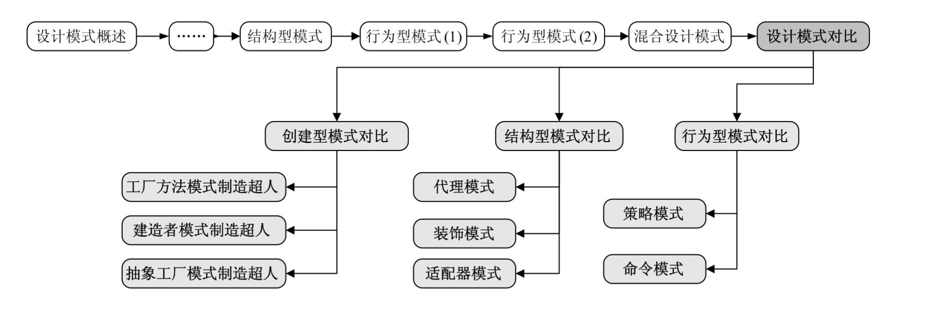 设计模式概述
……
结构型模式
行为型模式(1)
行为型模式(2)
混合设计模式
设计模式对比
创建型模式对比
结构型模式对比
行为型模式对比
工厂方法模式制造超人
建造者模式制造超人
抽象工厂模式制造超人
代理模式
装饰模式
适配器模式
策略模式
命令模式